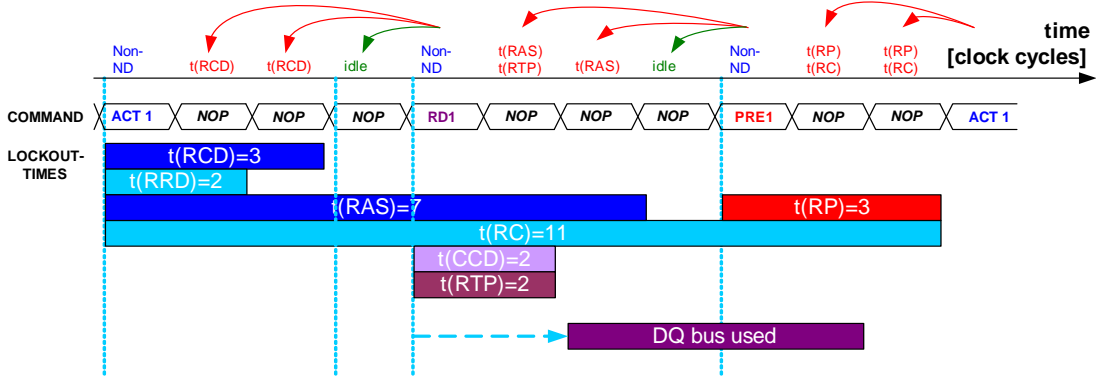 time
[clock cycles]
Non-
ND
t(RCD)
t(RCD)
idle
Non-
ND
t(RAS)
t(RTP)
t(RAS)
idle
Non-
ND
t(RP)
t(RC)
t(RP)
t(RC)
COMMAND
ACT 1
NOP
NOP
NOP
RD1
NOP
NOP
NOP
PRE1
NOP
NOP
ACT 1
LOCKOUT-
TIMES
t(RCD)=3
t(RRD)=2
t(RAS)=7
t(RP)=3
t(RC)=11
t(CCD)=2
t(RTP)=2
DQ bus used